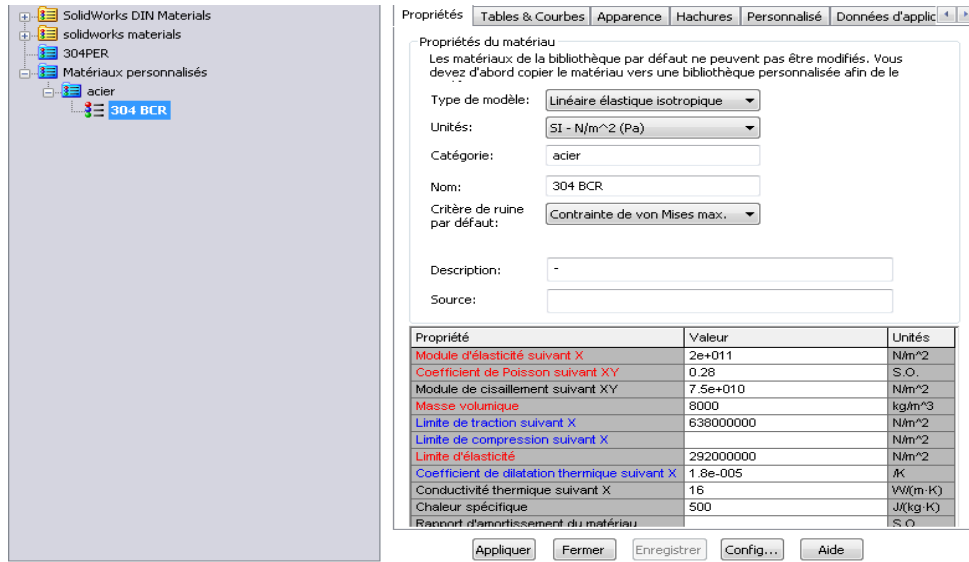 SolidWorks DIN Materials
solidworks materials
304PER
Matériaux personnalisés
acier
304 BCR
Propriétés Tables & Courbes Apparence Hachures Personnalisé Données d'applic
Propriétés du matériau
Les matériaux de la bibliothèque par défaut ne peuvent pas être modifiés. Vous
devez d'abord copier le matériau vers une bibliothèque personnalisée afin de le
Type de modèle: Linéaire élastique isotropique
Unités: SI - N/m^2 (Pa)
Catégorie: acier
Nom: 304 BCR
Critère de ruine
par défaut: Contrainte de von Mises max.
Description: -
Source:
Propriété Valeur Unités
Module d'élasticité suivant X 2e+011 N/m^2
Coefficient de Poisson suivant XY 0.28 S.O.
Module de cisaillement suivant XY 7.5e+010 N/m^2
Masse volumique 8000 kg/m^3
Limite de traction suivant X 638000000 N/m^2
Limite de compression suivant X N/m^2
Limite d'élasticité 292000000 N/m^2
Coefficient de dilatation thermique suivant X 1.8e-005 /K
Conductivité thermique suivant X 16 W/(m·K)
Chaleur spécifique 500 J/(kg·K)
Rapport d'amortissement du matériau S.O.
Appliquer Fermer Enregistrer Config... Aide